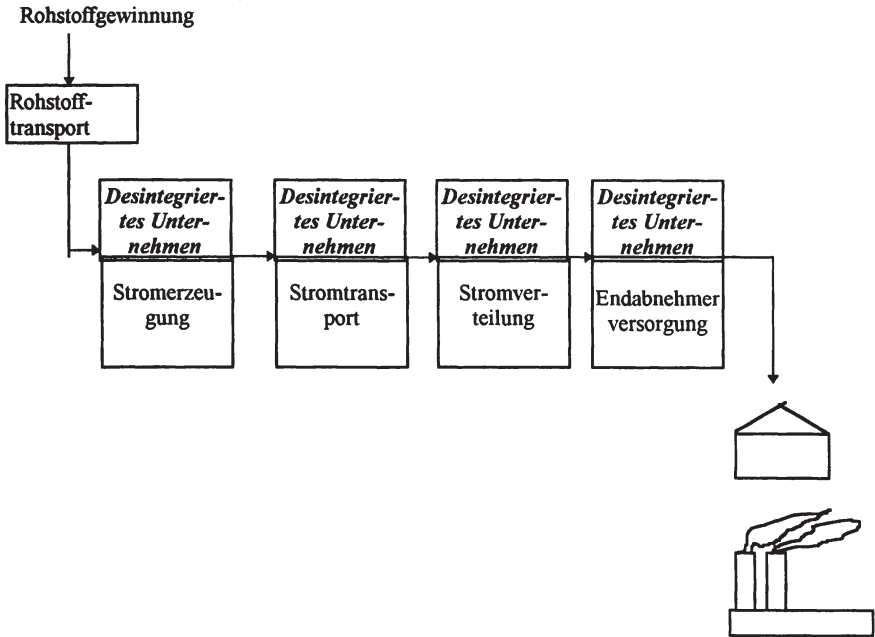 Rohstoffgewinnung
Rohstoff-
transport
Desintegrier-
tes Unter-
nehmen
Stromerzeu-
gung
Desintegrier-
tes Unter-
nehmen
Stromtrans-
port
Desintegrier-
tes Unter-
nehmen
Stromver-
teilung
Desintegrier-
tes Unter-
nehmen
Endabnehmer
versorgung